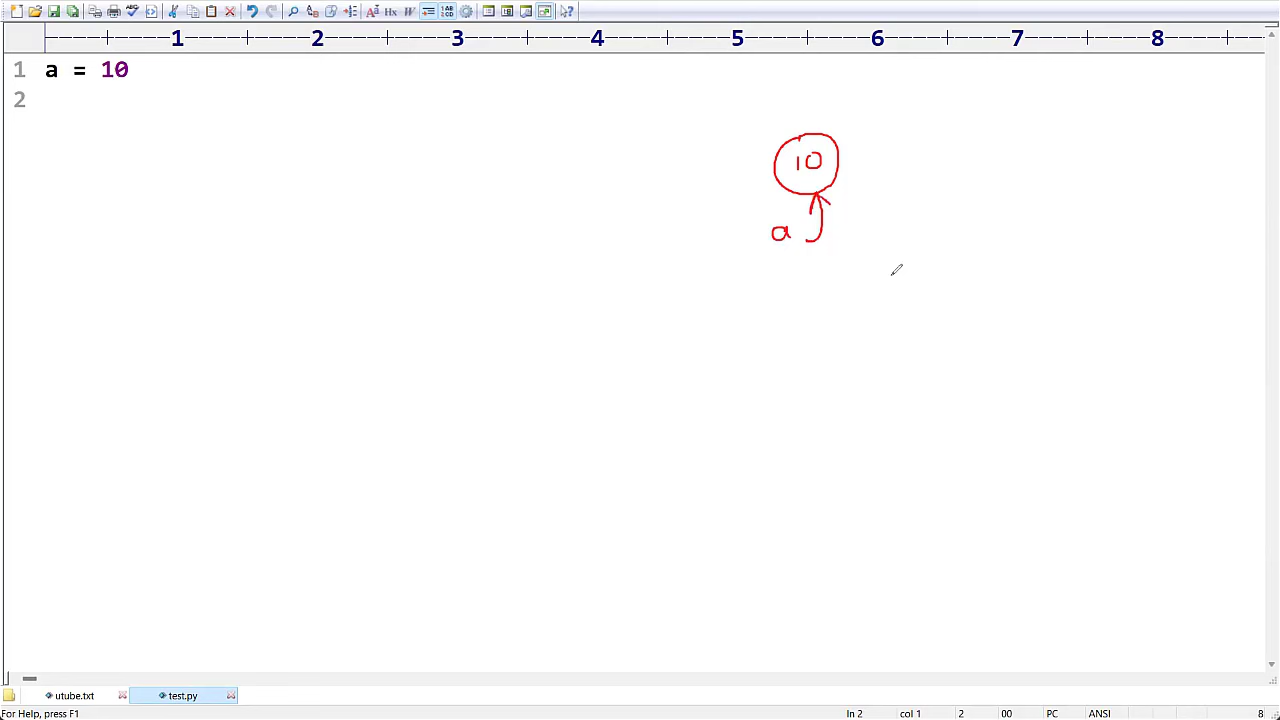 1 2 3 4 5 6 7 8
1 a = 10
2
10
a
utube.txt test.py
For Help, press F1 ln 2 col 1 2 00 PC ANSI 8